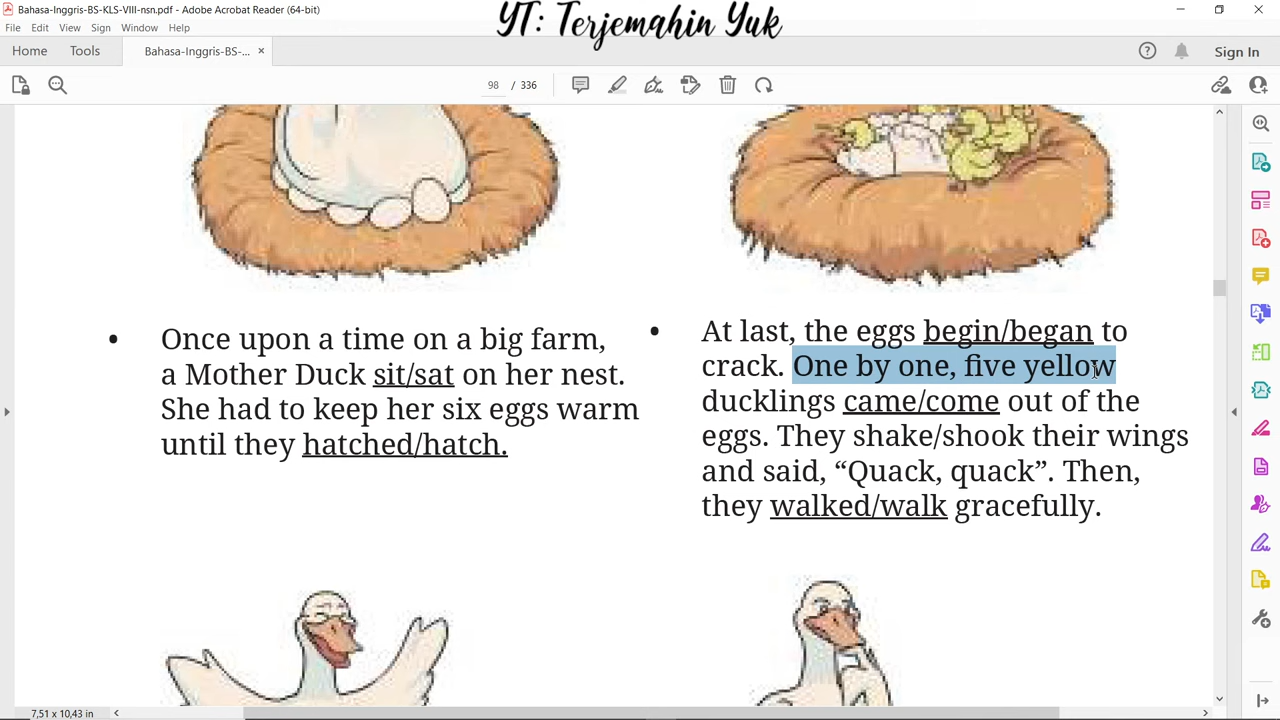 YT: Terjemahin Yuk
Bahasa-Inggris-BS-KLS-VIII-nsn.pdf - Adobe Acrobat Reader (64-bit)
File Edit View Sign Window Help
Home Tools Bahasa-Inggris-BS-... × Sign In
98 / 336
• Once upon a time on a big farm,
a Mother Duck sit/sat on her nest.
She had to keep her six eggs warm
until they hatched/hatch.
• At last, the eggs begin/began to
crack. One by one, five yellow
ducklings came/come out of the
eggs. They shake/shook their wings
and said, “Quack, quack”. Then,
they walked/walk gracefully.
7,51 x 10,43 in